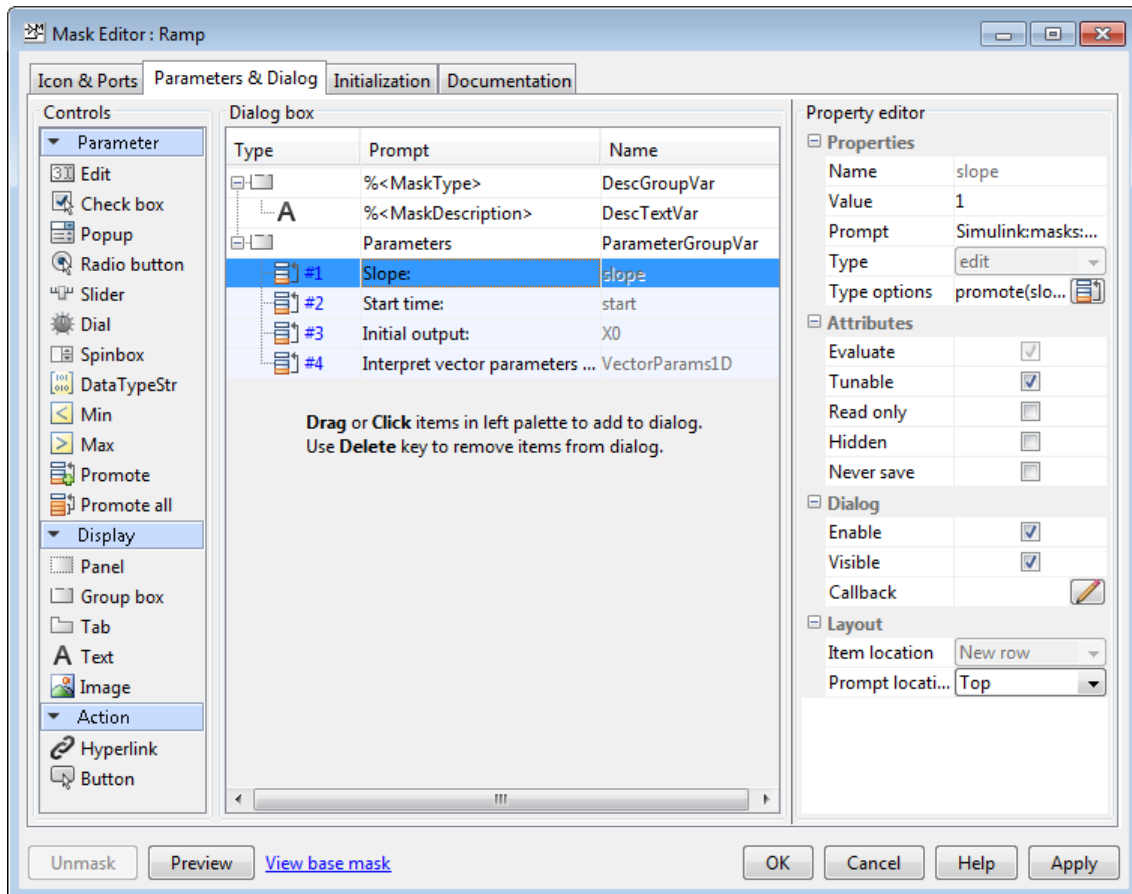 Mask Editor : Ramp
Icon & Ports Parameters & Dialog Initialization Documentation
Controls
Parameter
Edit
Check box
Popup
Radio button
Slider
Dial
Spinbox
DataTypeStr
Min
Max
Promote
Promote all
Display
Panel
Group box
Tab
Text
Image
Action
Hyperlink
Button
Dialog box
Type Prompt Name
%<MaskType> DescGroupVar
A %<MaskDescription> DescTextVar
Parameters ParameterGroupVar
#1 Slope: slope
#2 Start time: start
#3 Initial output: X0
#4 Interpret vector parameters ... VectorParams1D
Drag or Click items in left palette to add to dialog.
Use Delete key to remove items from dialog.
Property editor
Properties
Name slope
Value 1
Prompt Simulink:masks:...
Type edit
Type options promote(slo...
Attributes
Evaluate
Tunable
Read only
Hidden
Never save
Dialog
Enable
Visible
Callback
Layout
Item location New row
Prompt locati... Top
Unmask Preview View base mask OK Cancel Help Apply